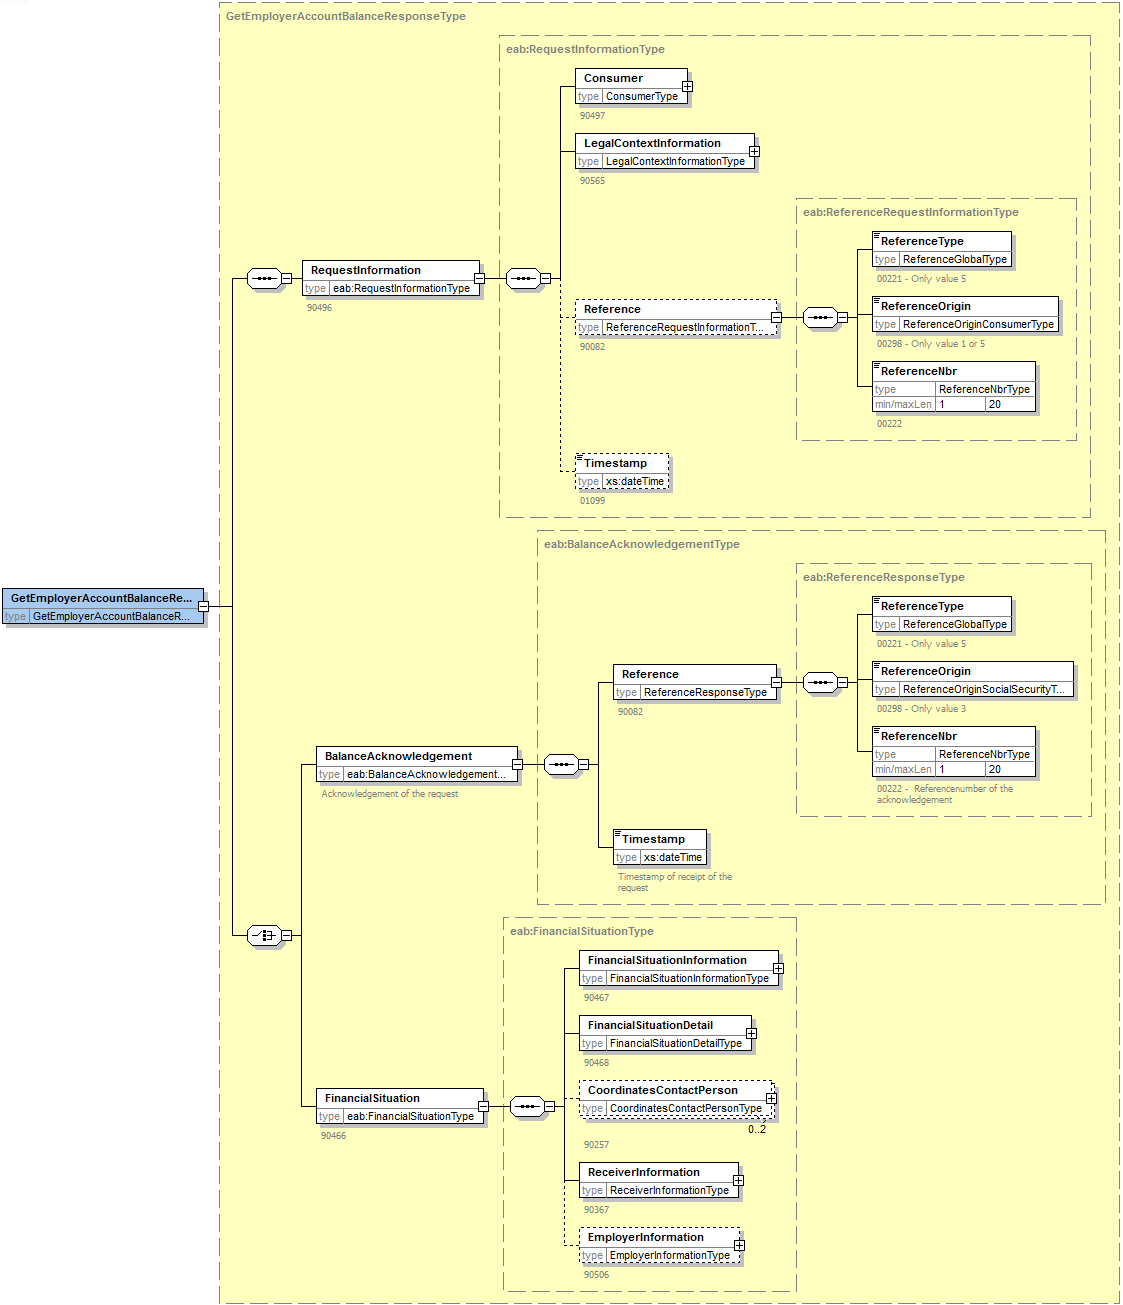 GetEmployerAccountBalanceResponseType
eab:RequestInformationType
Consumer
type ConsumerType
90497
LegalContextInformation
type LegalContextInformationType
90565
eab:ReferenceRequestInformationType
ReferenceType
type ReferenceGlobalType
00221 - Only value 5
RequestInformation
type eab:RequestInformationType
90496
Reference
type ReferenceRequestInformationT...
90082
ReferenceOrigin
type ReferenceOriginConsumerType
00298 - Only value 1 or 5
ReferenceNbr
type ReferenceNbrType
min/maxLen 1 20
00222
Timestamp
type xs:dateTime
01099
eab:BalanceAcknowledgementType
eab:ReferenceResponseType
GetEmployerAccountBalanceRe...
type GetEmployerAccountBalanceR...
ReferenceType
type ReferenceGlobalType
00221 - Only value 5
Reference
type ReferenceResponseType
90082
ReferenceOrigin
type ReferenceOriginSocialSecurityT...
00298 - Only value 3
ReferenceNbr
type ReferenceNbrType
min/maxLen 1 20
00222 - Referencenumber of the
acknowledgement
BalanceAcknowledgement
type eab:BalanceAcknowledgement...
Acknowledgement of the request
Timestamp
type xs:dateTime
Timestamp of receipt of the
request
eab:FinancialSituationType
FinancialSituationInformation
type FinancialSituationInformationType
90467
FinancialSituationDetail
type FinancialSituationDetailType
90468
FinancialSituation
type eab:FinancialSituationType
90466
CoordinatesContactPerson
type CoordinatesContactPersonType
0..2
90257
ReceiverInformation
type ReceiverInformationType
90367
EmployerInformation
type EmployerInformationType
90506